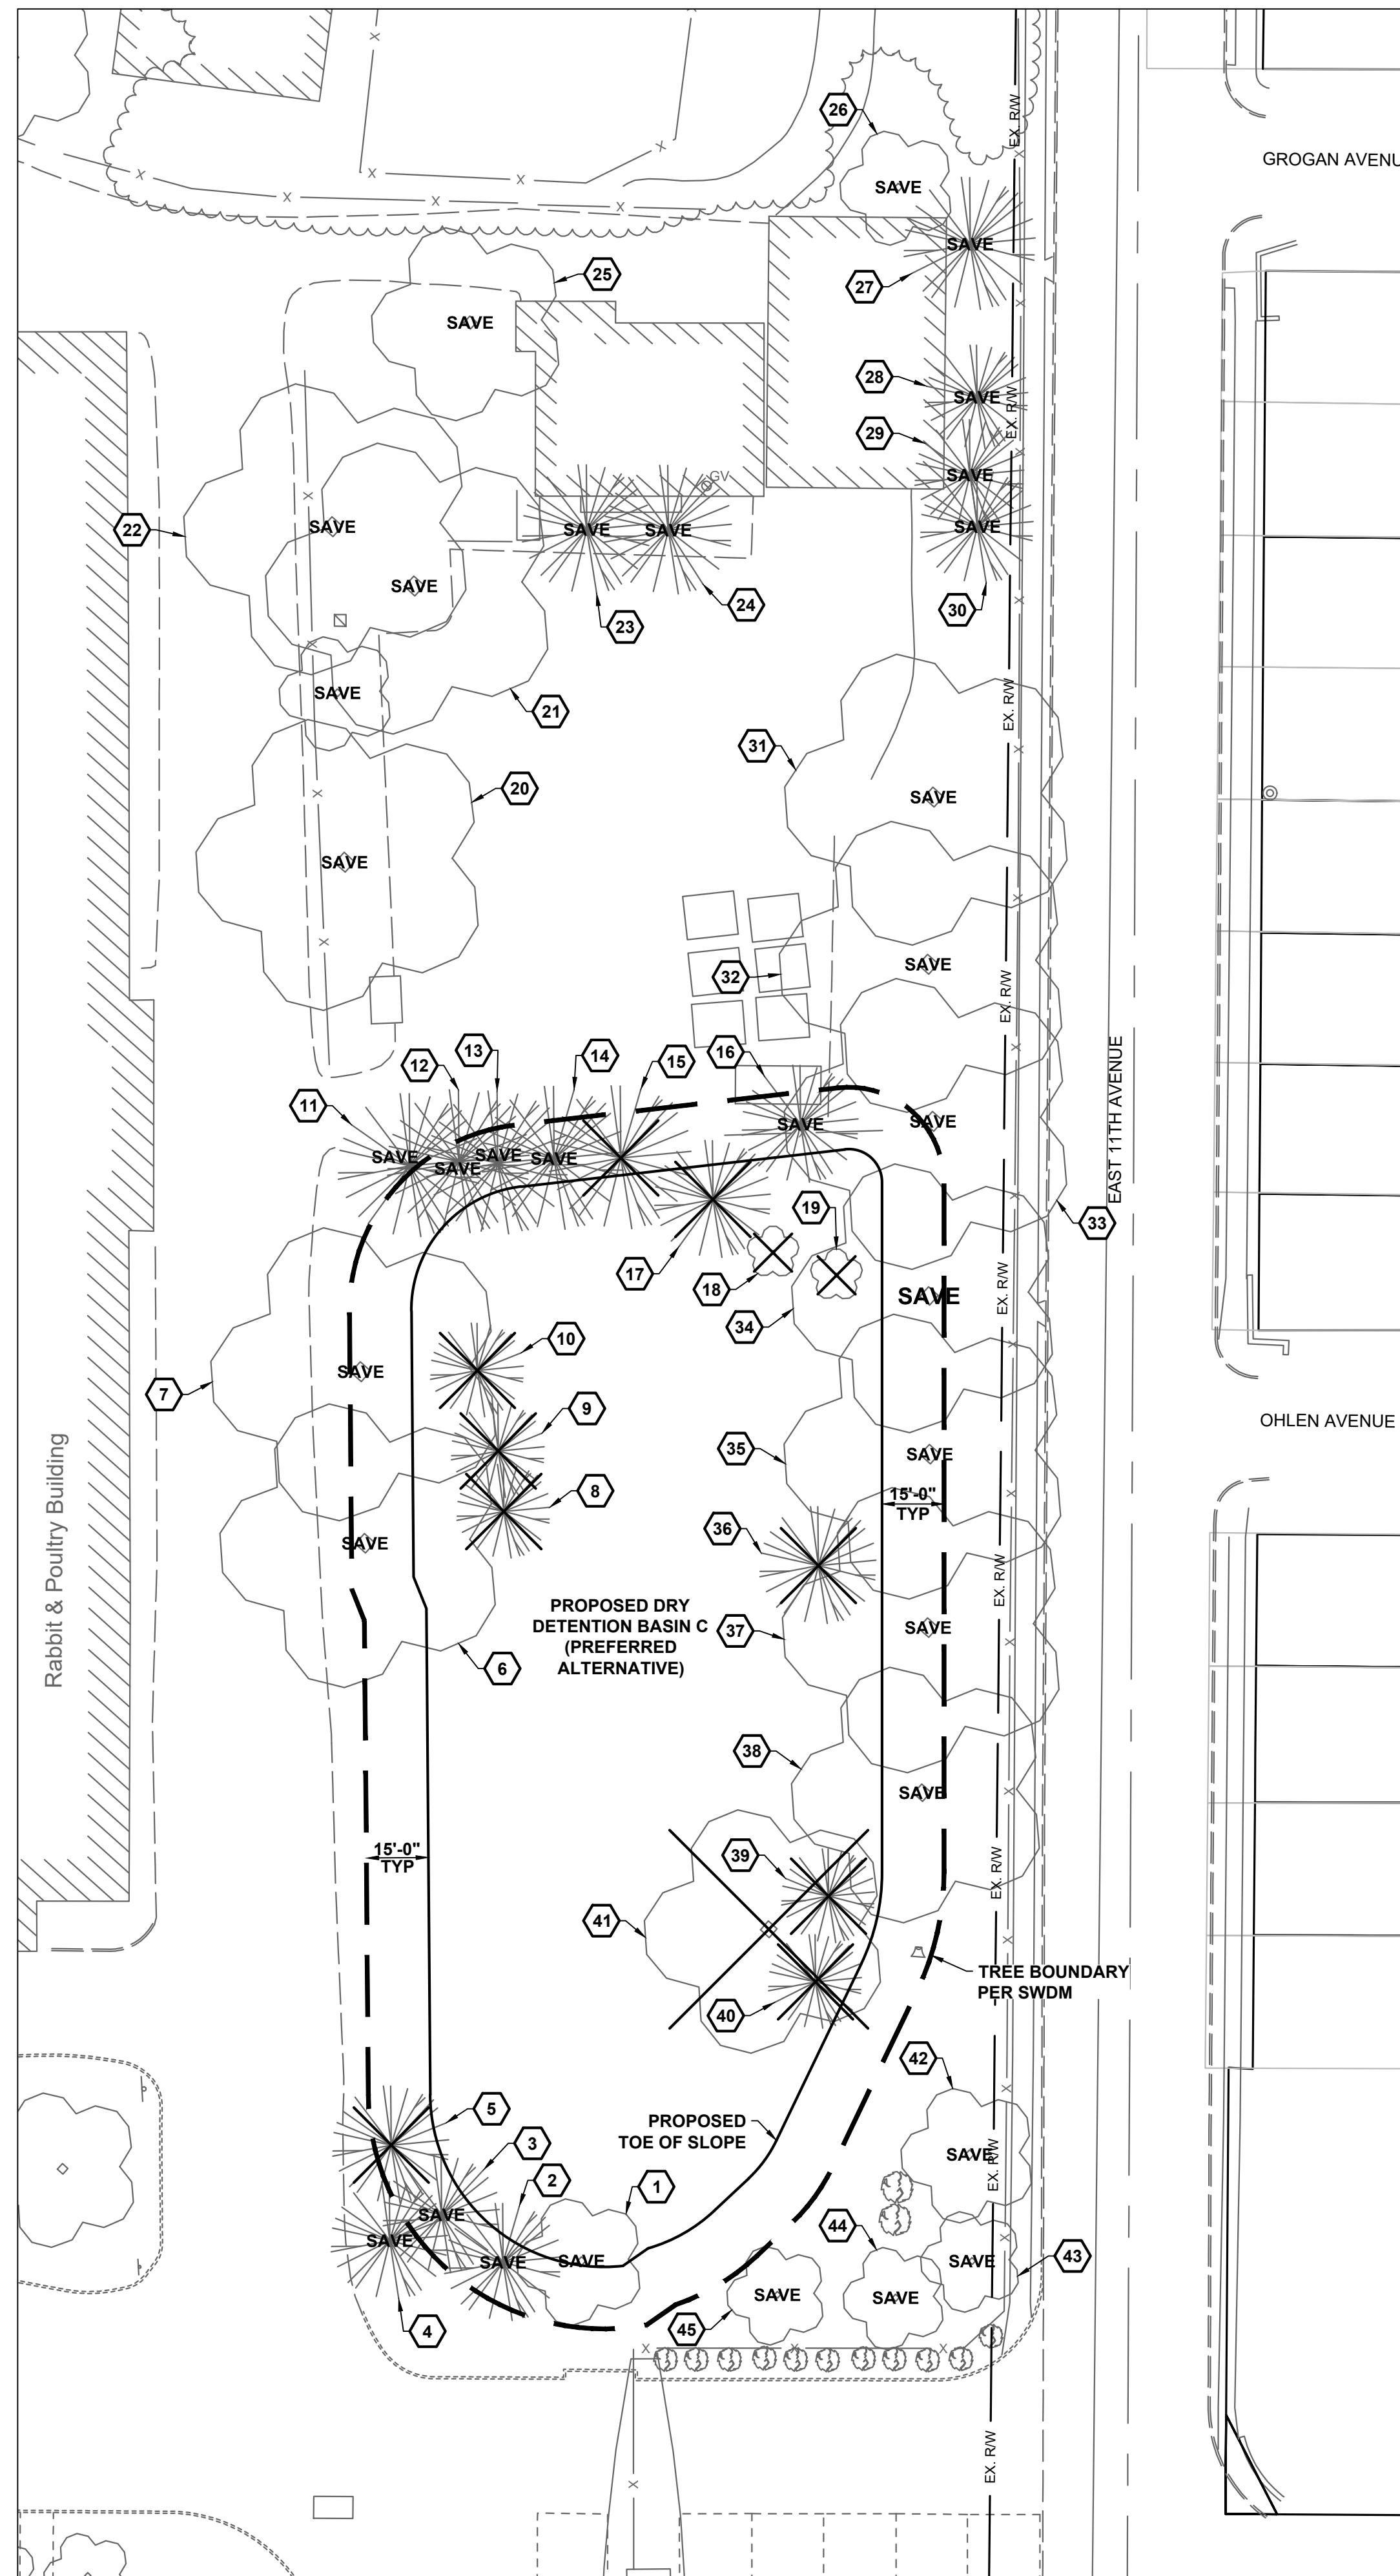 EX. R/W
GROGAN AVENU
26
SAVE
SAVE
27
25
SAVE
28
SAVE
EX. R/W
29
SAVE
GV
22
SAVE
SAVE
SAVE
SAVE
SAVE
24
30
23
SAVE
21
EX. R/W
31
20
SAVE
SAVE
32
SAVE
EX. R/W
EAST 11TH AVENUE
12
13
14
15
16
11
SAVE
SAVE
SAVE
SAVE
SAVE
SAVE
19
33
17
18
34
SAVE
EX. R/W
10
7
SAVE
9
OHLEN AVENUE
35
SAVE
8
15'-0"
TYP
36
SAVE
EX. R/W
Rabbit & Poultry Building
PROPOSED DRY
DETENTION BASIN C
(PREFERRED
ALTERNATIVE)
37
SAVE
6
38
SAVE
15'-0"
TYP
39
EX. R/W
41
TREE BOUNDARY
PER SWDM
40
42
5
PROPOSED
TOE OF SLOPE
3
SAVE
EX. R/W
2
1
SAVE
44
SAVE
SAVE
SAVE
SAVE
43
SAVE
SAVE
4
45
EX. R/W